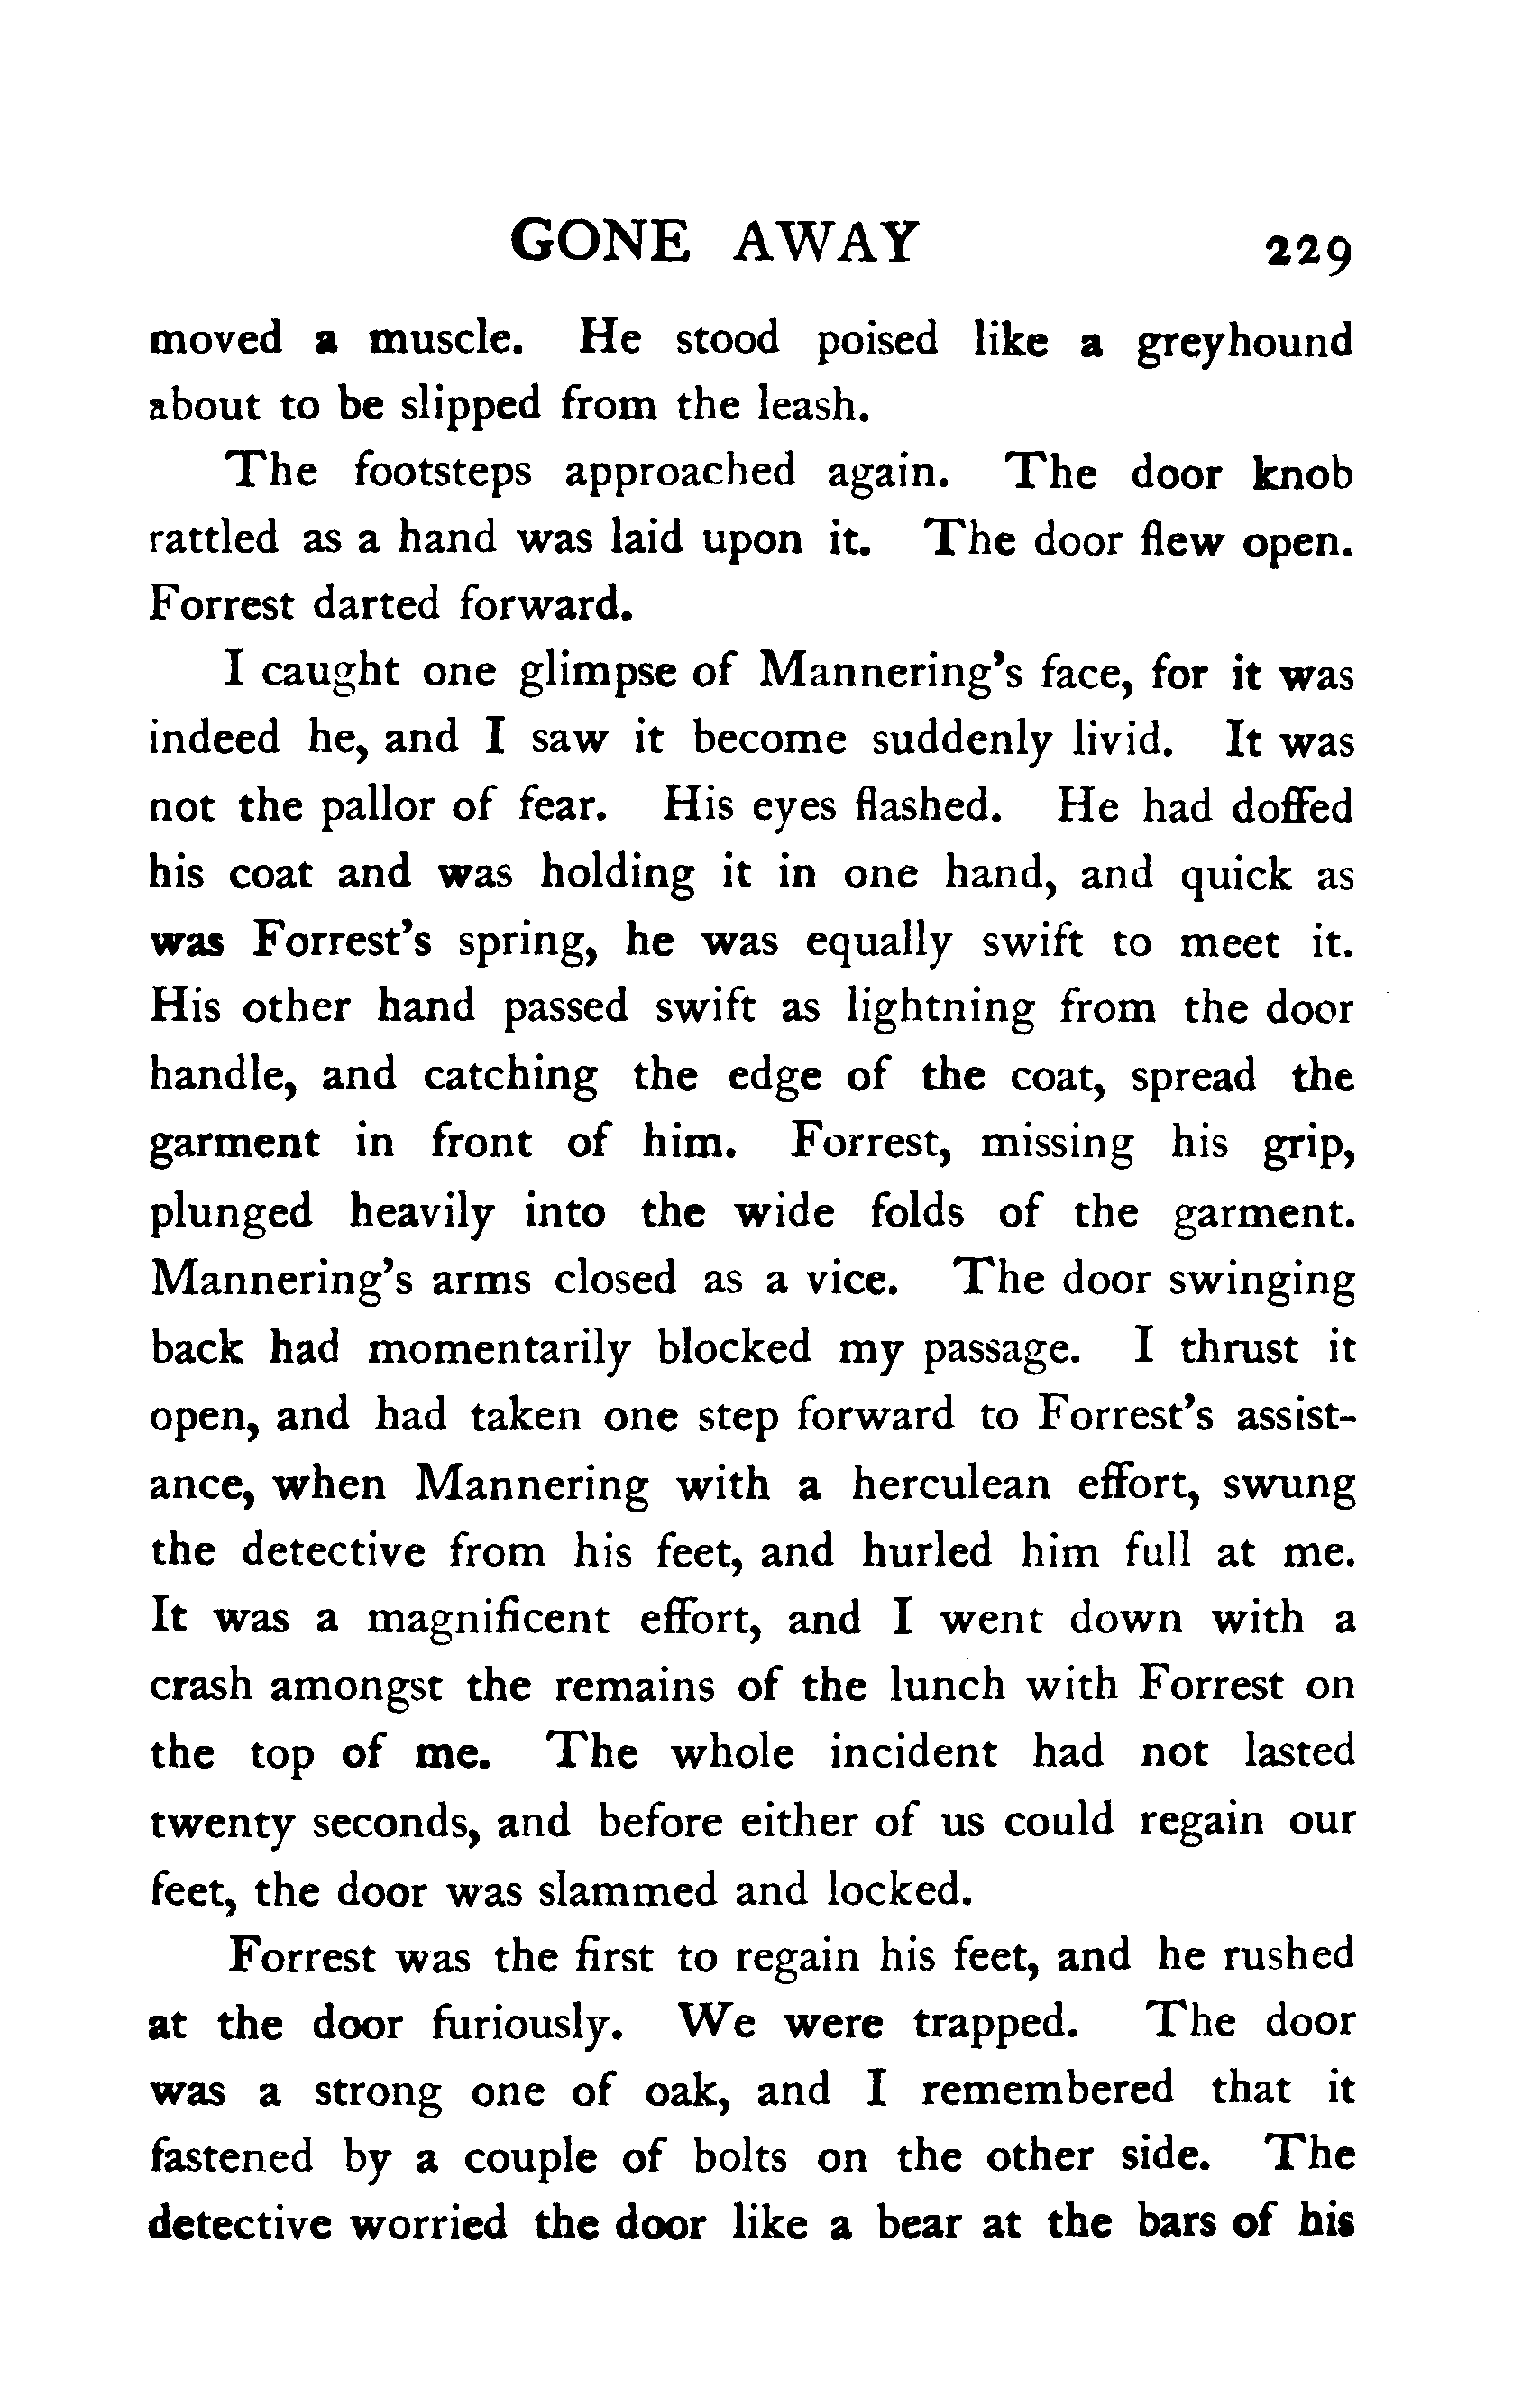 GONE AWAY 229
moved a muscle. He stood poised like a greyhound
about to be slipped from the leash.
The footsteps approached again. The door knob
rattled as a hand was laid upon it. The door flew open.
Forrest darted forward.
I caught one glimpse of Mannering's face, for it was
indeed he, and I saw it become suddenly livid. It was
not the pallor of fear. His eyes flashed. He had doffed
his coat and was holding it in one hand, and quick as
was Forrest's spring, he was equally swift to meet it.
His other hand passed swift as lightning from the door
handle, and catching the edge of the coat, spread the
garment in front of him. Forrest, missing his grip,
plunged heavily into the wide folds of the garment.
Mannering's arms closed as a vice. The door swinging
back had momentarily blocked my passage. I thrust it
open, and had taken one step forward to Forrest's assist-
ance, when Mannering with a herculean effort, swung
the detective from his feet, and hurled him full at me.
It was a magnificent effort, and I went down with a
crash amongst the remains of the lunch with Forrest on
the top of me. The whole incident had not lasted
twenty seconds, and before either of us could regain our
feet, the door was slammed and locked.
Forrest was the first to regain his feet, and he rushed
at the door furiously. We were trapped. The door
was a strong one of oak, and I remembered that it
fastened by a couple of bolts on the other side. The
detective worried the door like a bear at the bars of his